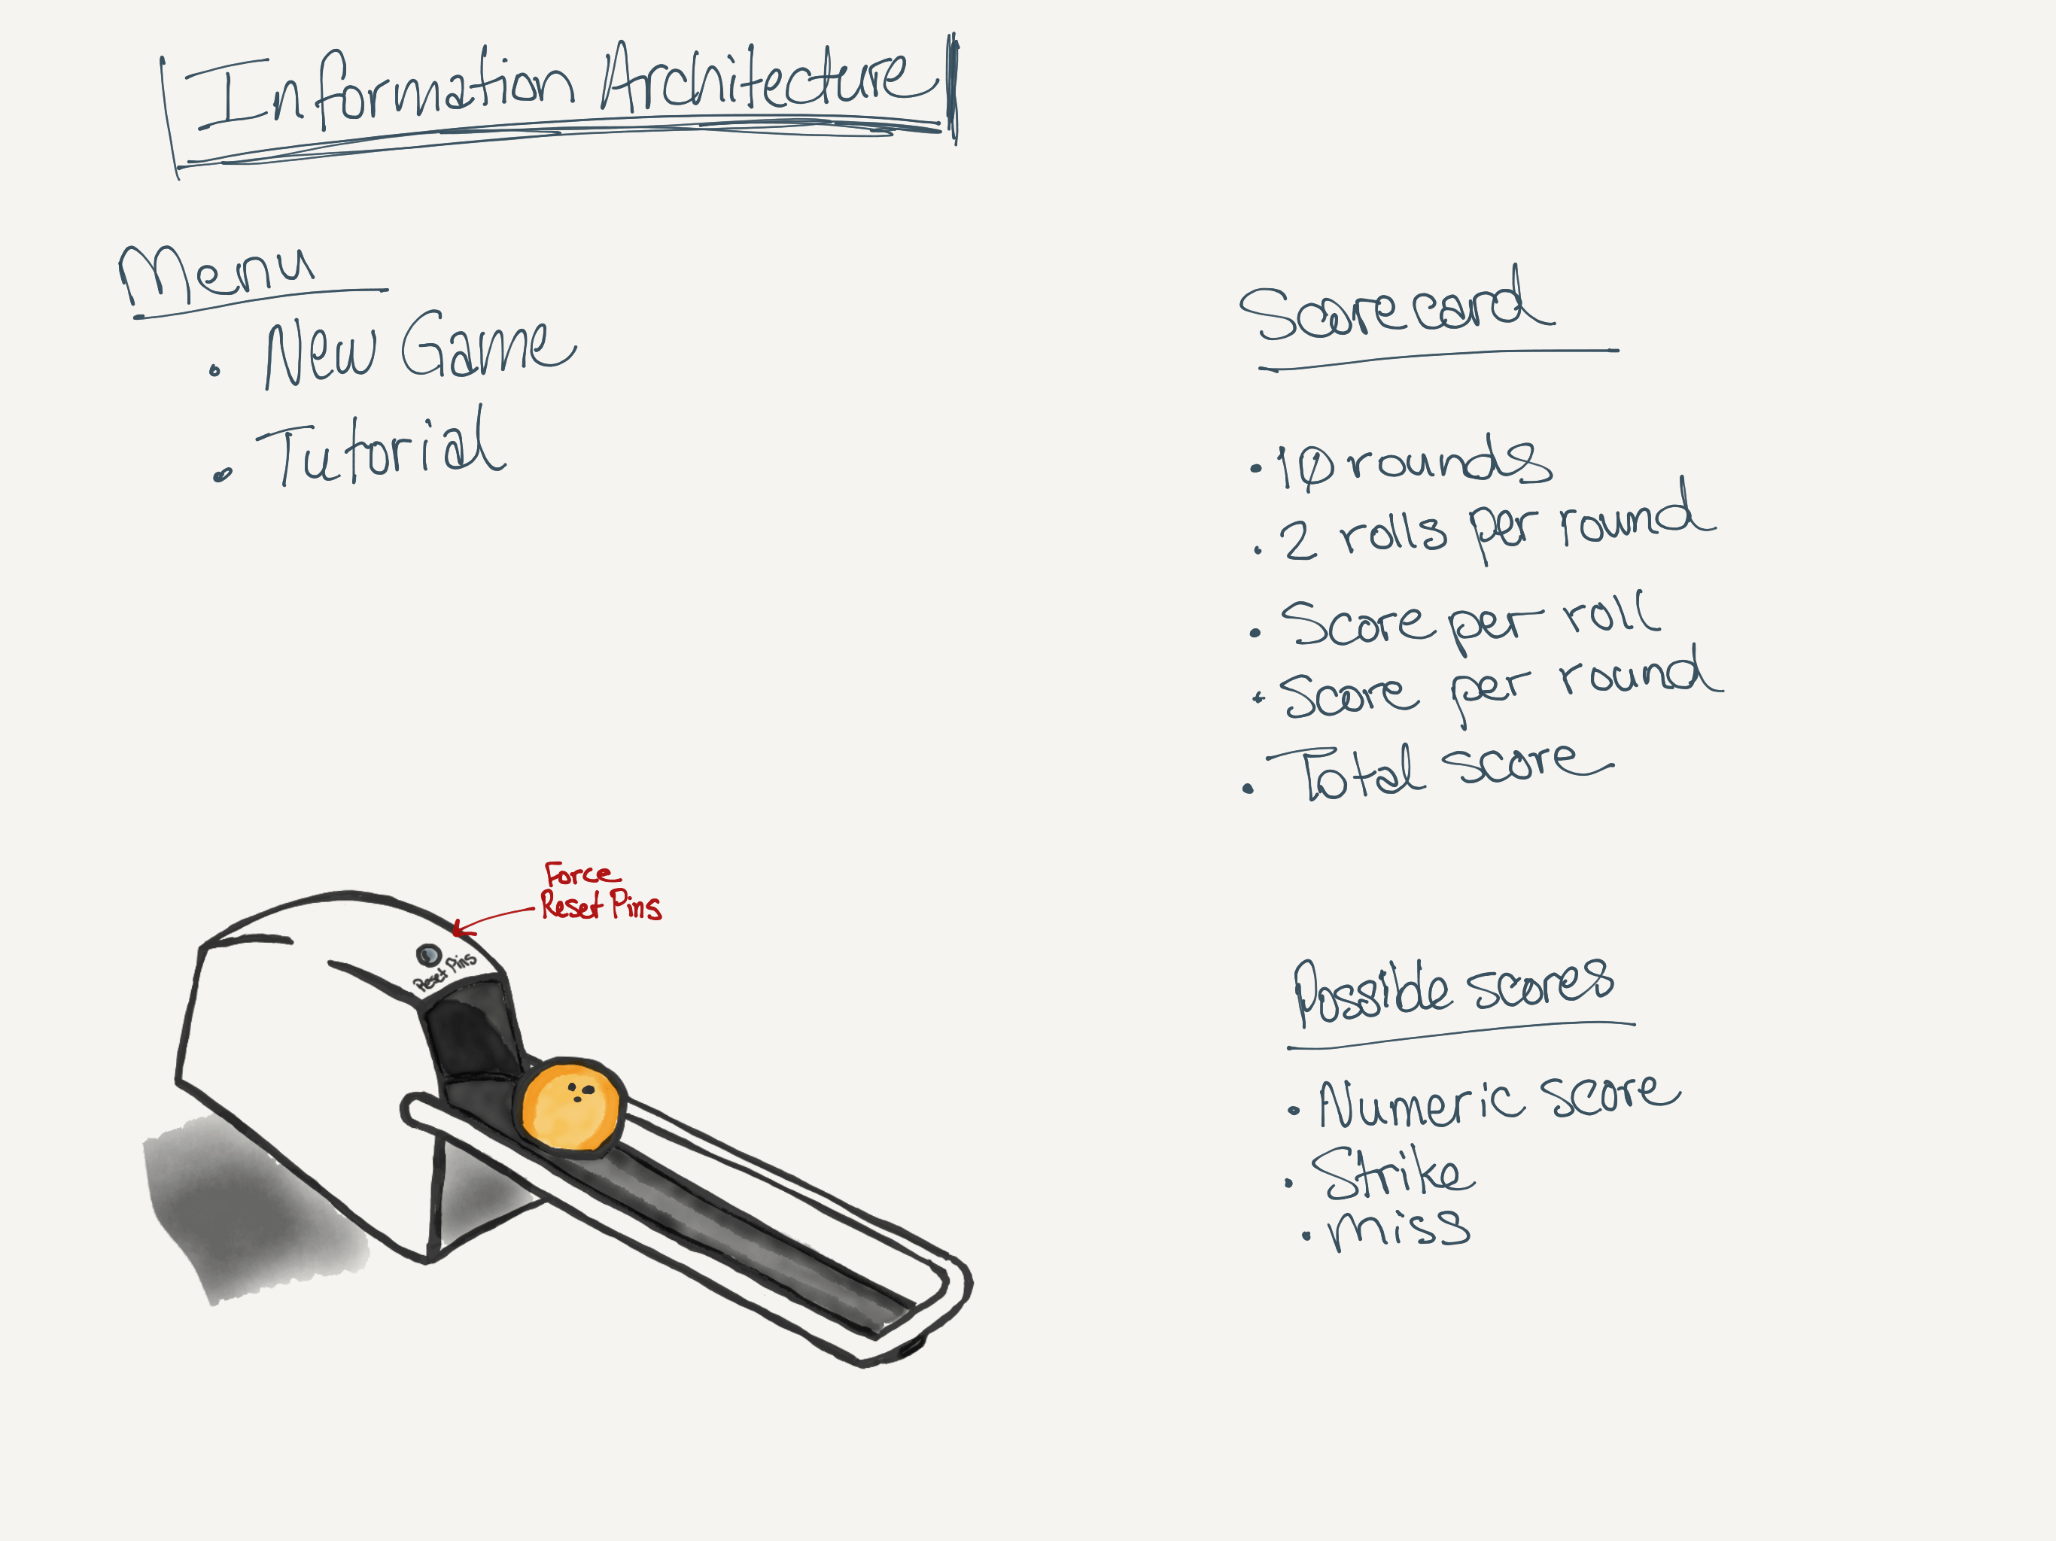 Information Architecture
Menu
• New Game
• Tutorial
Scorecard
• 10 rounds
• 2 rolls per round
• Score per roll
• Score per round
• Total score
Force
Reset Pins
Reset Pins
Possible scores
• Numeric score
• Strike
• miss